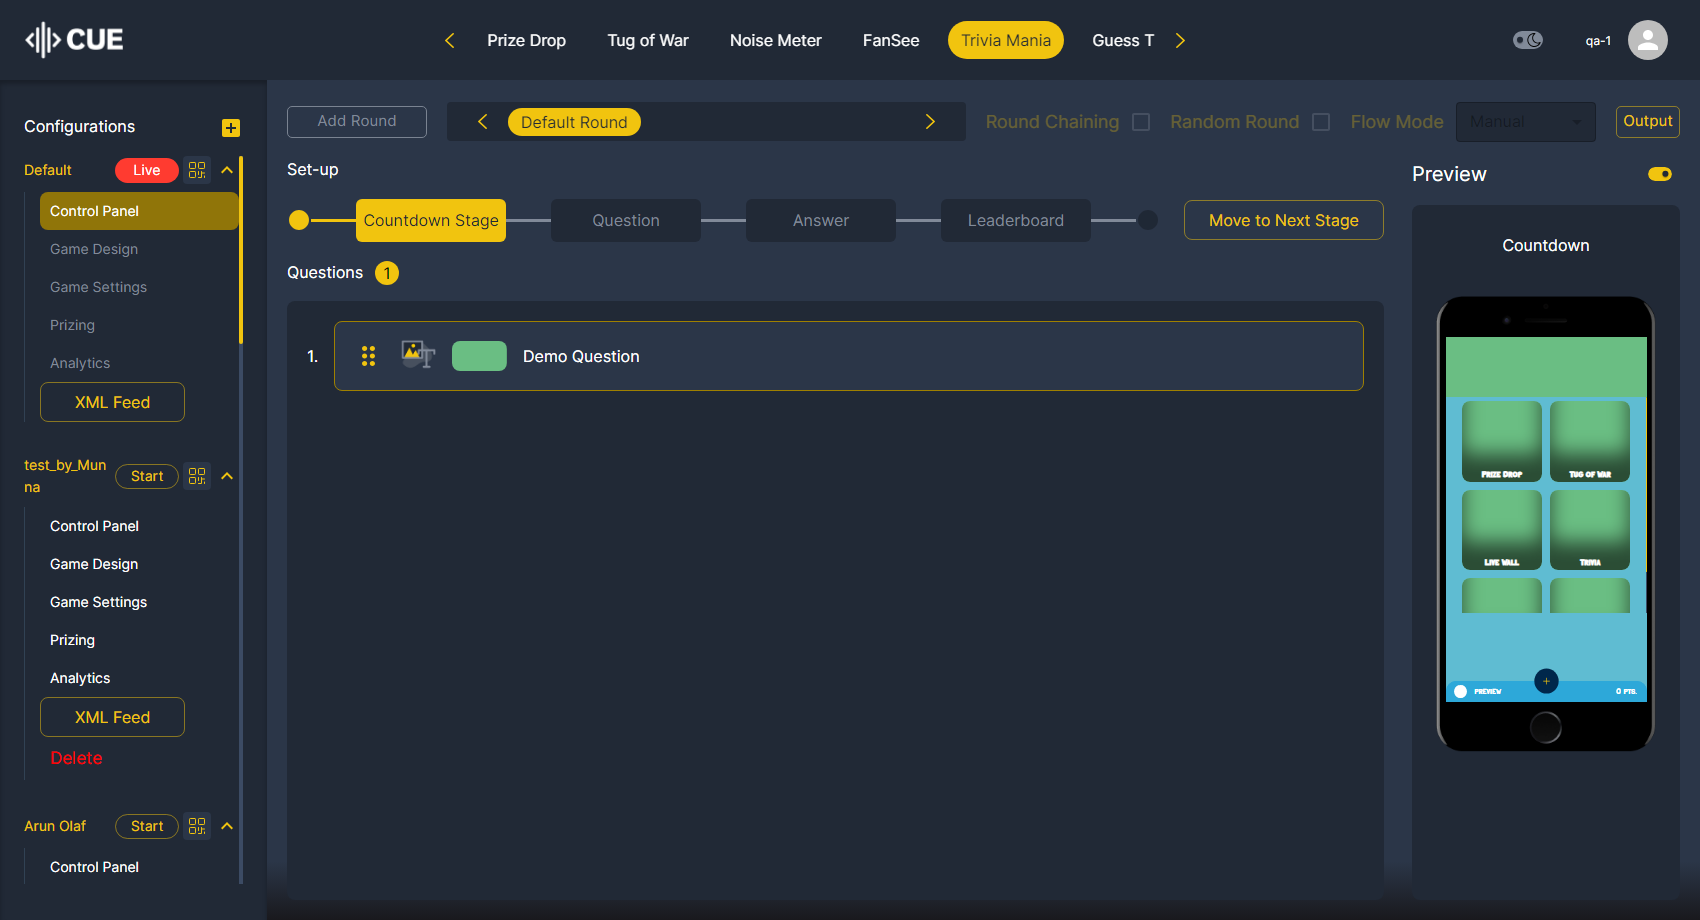 CUE
Prize Drop
Tug of War
Noise Meter
FanSee
Trivia Mania
Guess T
qa-1
Configurations
Default
Live
Control Panel
Game Design
Game Settings
Prizing
Analytics
XML Feed
test_by_Mun
na
Start
Control Panel
Game Design
Game Settings
Prizing
Analytics
XML Feed
Delete
Arun Olaf
Start
Control Panel
Add Round
Default Round
Round Chaining
Random Round
Flow Mode
Manual
Output
Set-up
Countdown Stage
Question
Answer
Leaderboard
Move to Next Stage
Questions 1
1.
Demo Question
Preview
Countdown
Prize Drop
Tug of War
Live Wall
Trivia
Preview
0 pts.